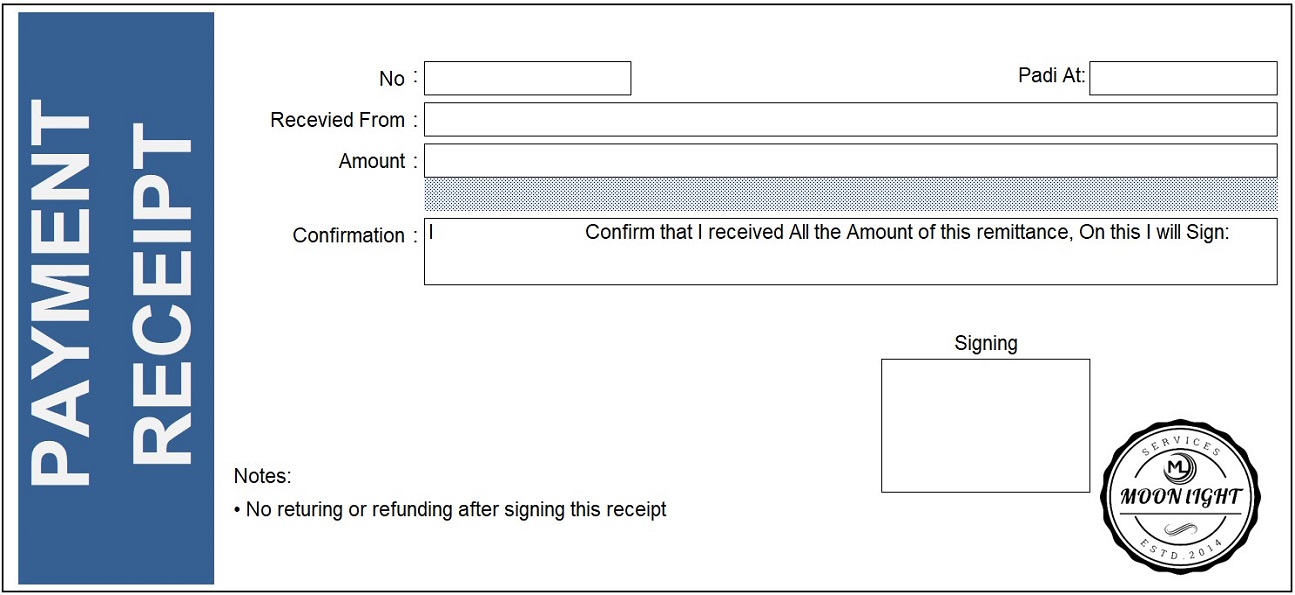 PAYMENT
RECEIPT
No :
Padi At:
Recevied From :
Amount :
Confirmation : I Confirm that I received All the Amount of this remittance, On this I will Sign:
Signing
Notes:
• No returing or refunding after signing this receipt
SERVICES
ML
MOON lIGHT
ESTD.2014